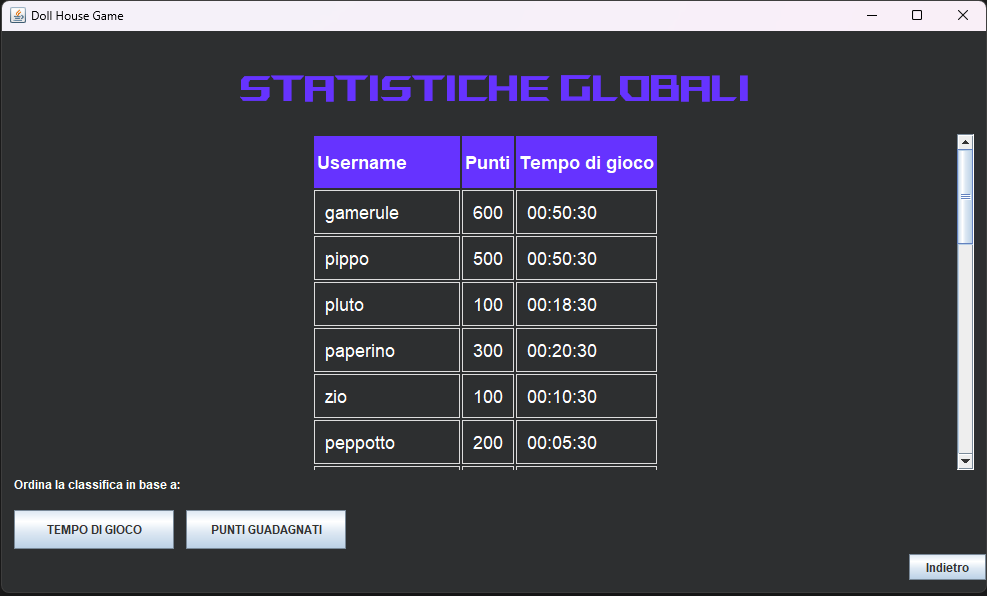 Doll House Game
STATISTICHE GLOBALI
Username Punti Tempo di gioco
gamerule 600 00:50:30
pippo 500 00:50:30
pluto 100 00:18:30
paperino 300 00:20:30
zio 100 00:10:30
peppotto 200 00:05:30
Ordina la classifica in base a:
TEMPO DI GIOCO PUNTI GUADAGNATI
Indietro